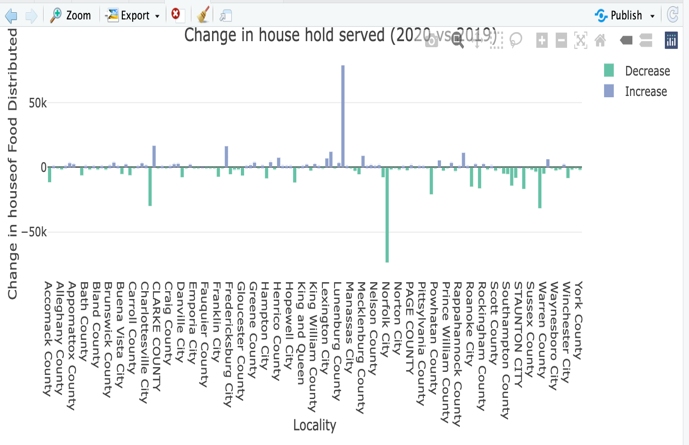 Zoom
Export
Publish
Change in house hold served (2020 vs 2019)
Decrease
Increase
Change in houseof Food Distributed
50k
0
−50k
Accomack County
Alleghany County
Appomattox County
Bath County
Bland County
Brunswick County
Buena Vista City
Carroll County
Charlottesville City
CLARKE COUNTY
Craig County
Danville City
Emporia City
Fauquier County
Franklin City
Fredericksburg City
Gloucester County
Greene County
Hampton City
Henrico County
Hopewell City
King and Queen
King William County
Lexington City
Lunenburg County
Manassas City
Mecklenburg County
Nelson County
Norfolk City
Norton City
PAGE COUNTY
Pittsylvania County
Powhatan County
Prince William County
Rappahannock County
Roanoke City
Rockingham County
Scott County
Southampton County
STAUNTON CITY
Sussex County
Warren County
Waynesboro City
Winchester City
York County
Locality